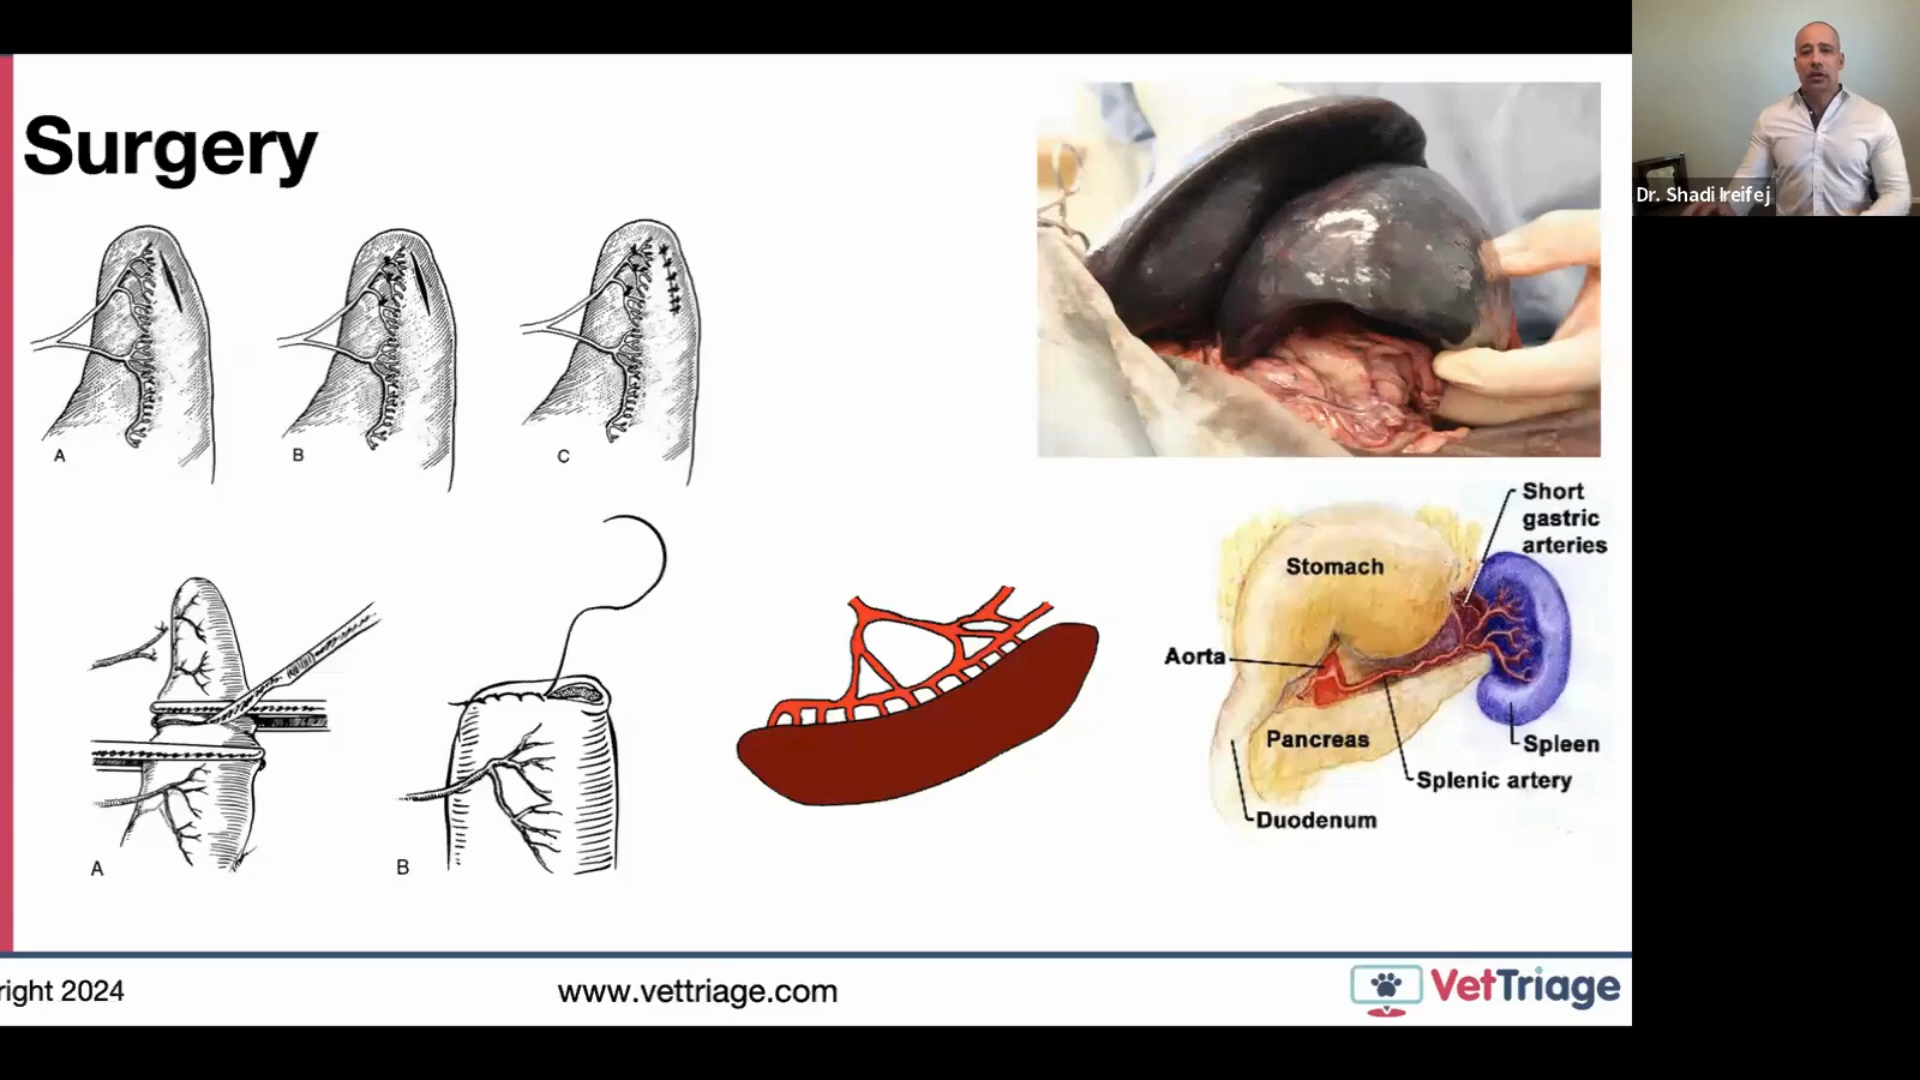 Surgery
A
B
C
A
B
Dr. Shadi Ireifej
Short
gastric
arteries
Stomach
Aorta
Pancreas
Spleen
Splenic artery
Duodenum
right 2024
www.vettriage.com
VetTriage